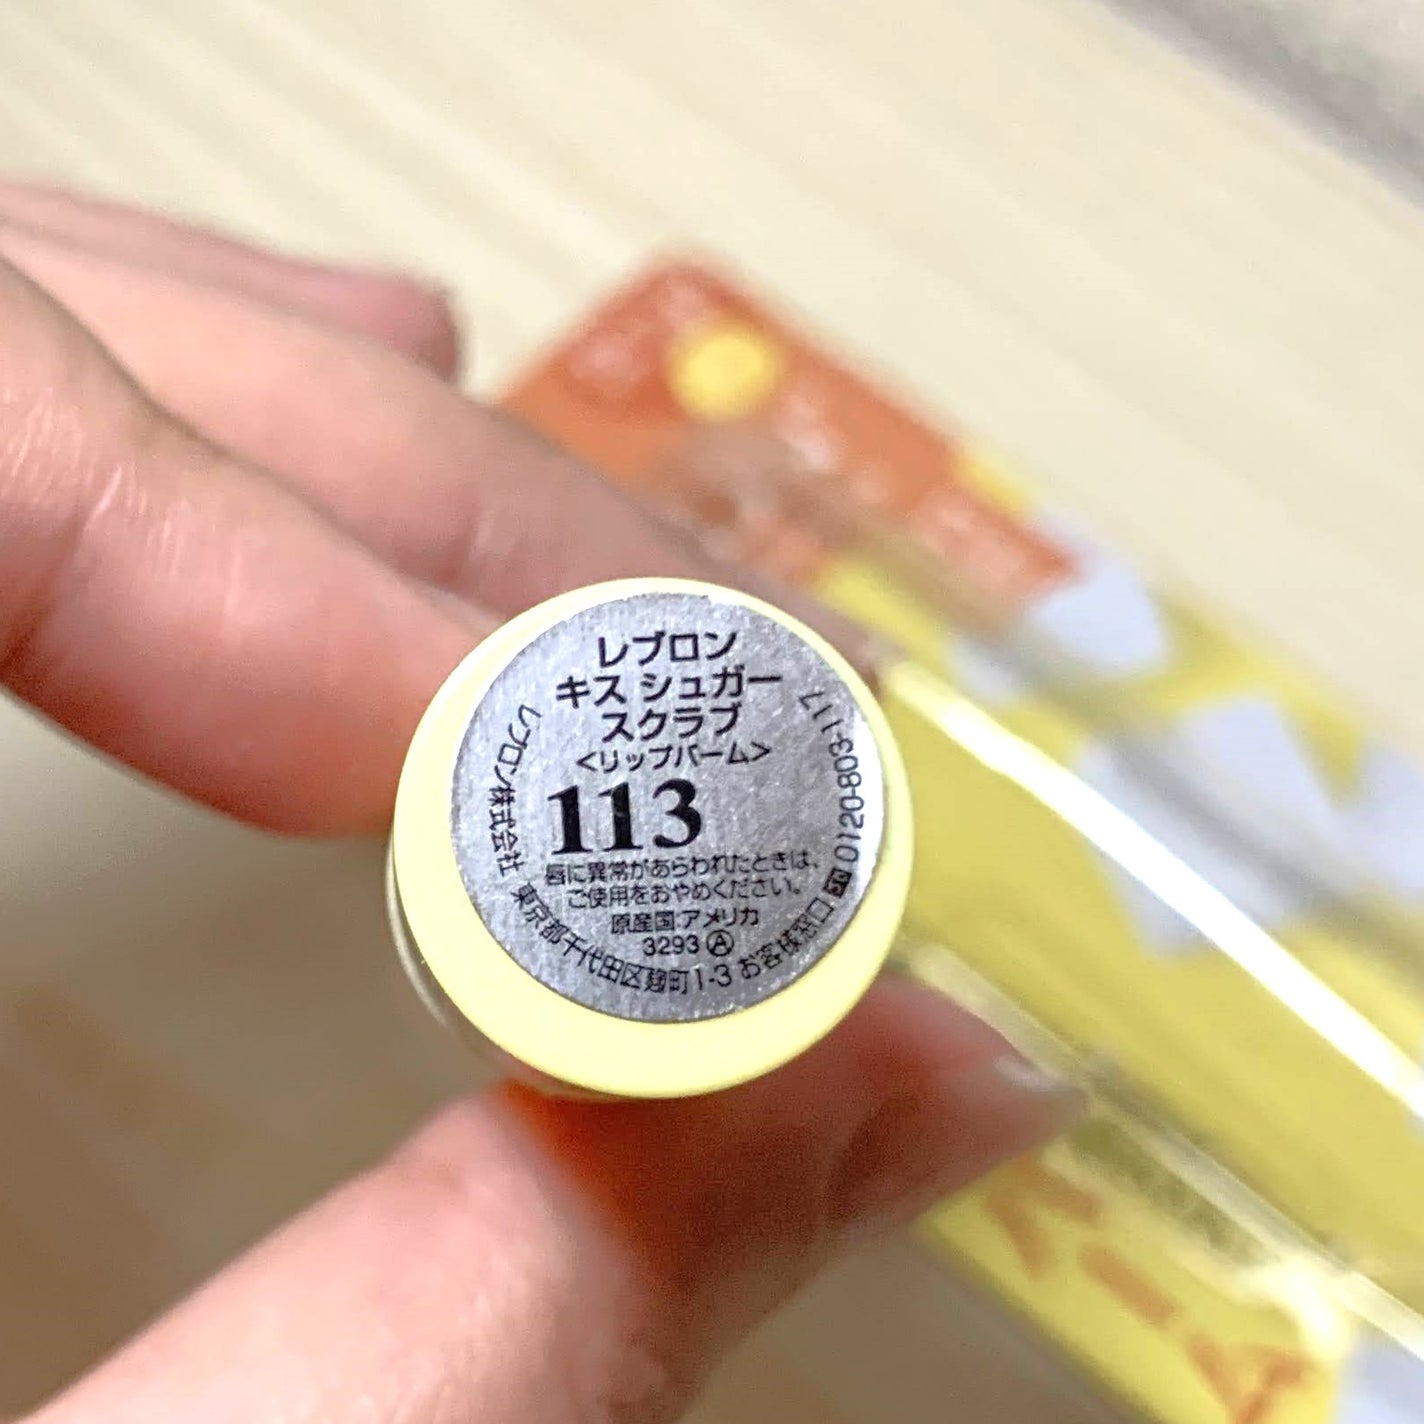 レブロン
キス シュガー
スクラブ
<リップバーム>
113
唇に異常があらわれたときは、
ご使用をおやめください。
原産国:アメリカ
3293 Ⓐ
レブロン株式会社 東京都千代田区麹町1-3 お客様窓口 0120-803-117